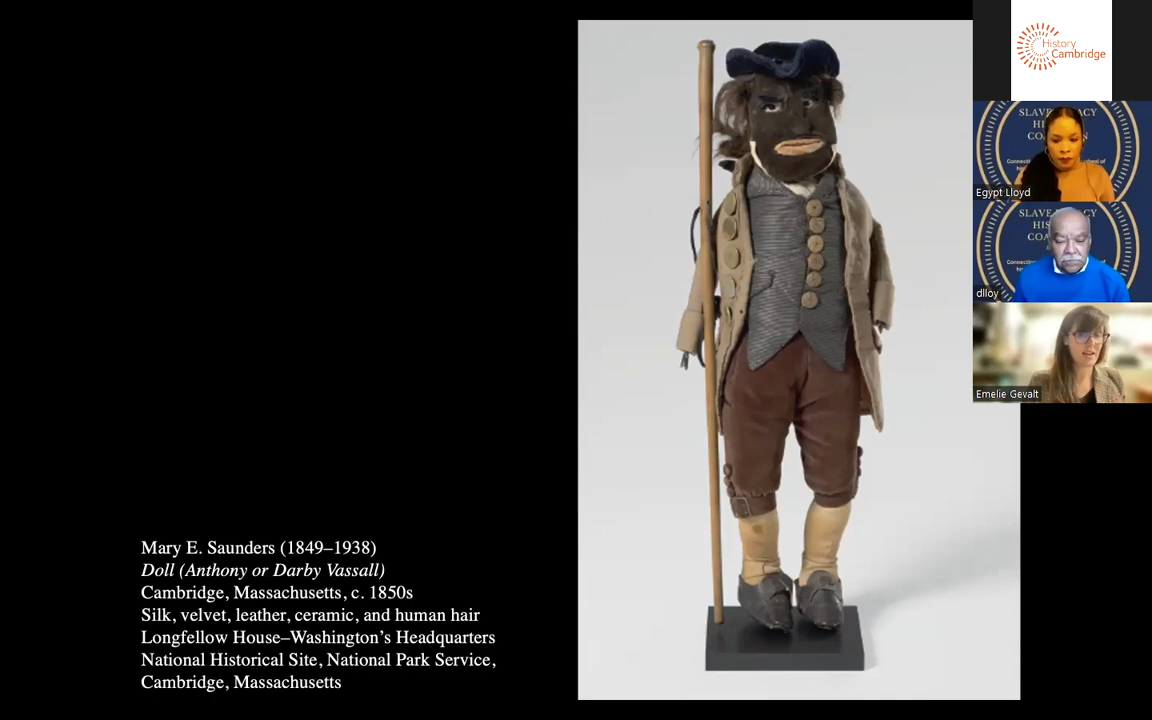 Mary E. Saunders (1849–1938)
Doll (Anthony or Darby Vassall)
Cambridge, Massachusetts, c. 1850s
Silk, velvet, leather, ceramic, and human hair
Longfellow House–Washington's Headquarters
National Historical Site, National Park Service,
Cambridge, Massachusetts
History
Cambridge
Egypt Lloyd
dlloy
Emelie Gevalt